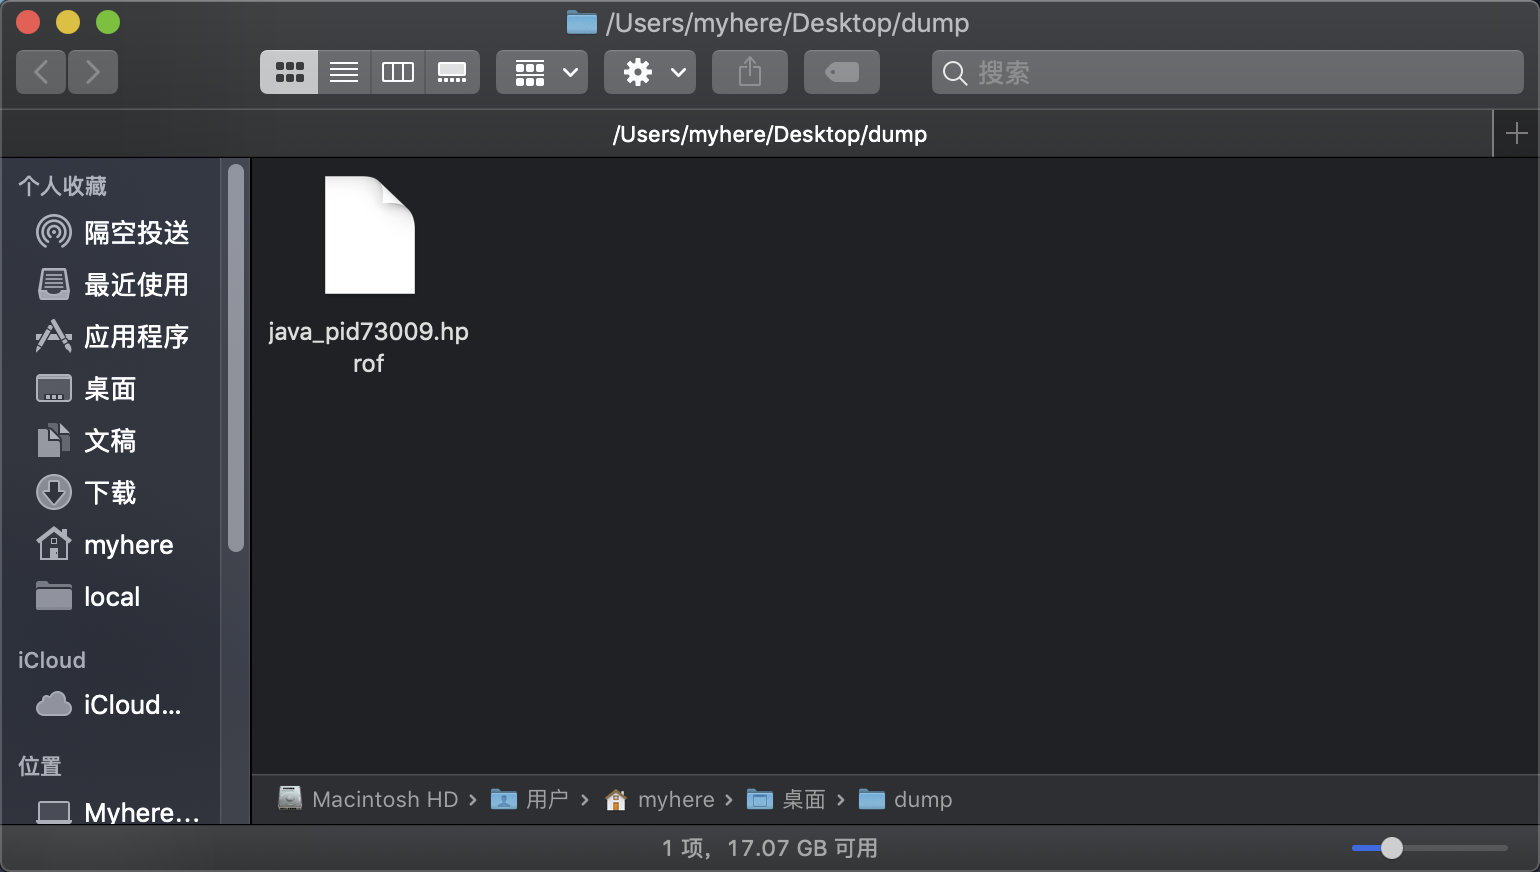 /Users/myhere/Desktop/dump
搜索
/Users/myhere/Desktop/dump
个人收藏
隔空投送
最近使用
应用程序
桌面
文稿
下载
myhere
local
iCloud
iCloud...
位置
Myhere...
java_pid73009.hp
rof
Macintosh HD › 用户 › myhere › 桌面 › dump
1 项，17.07 GB 可用